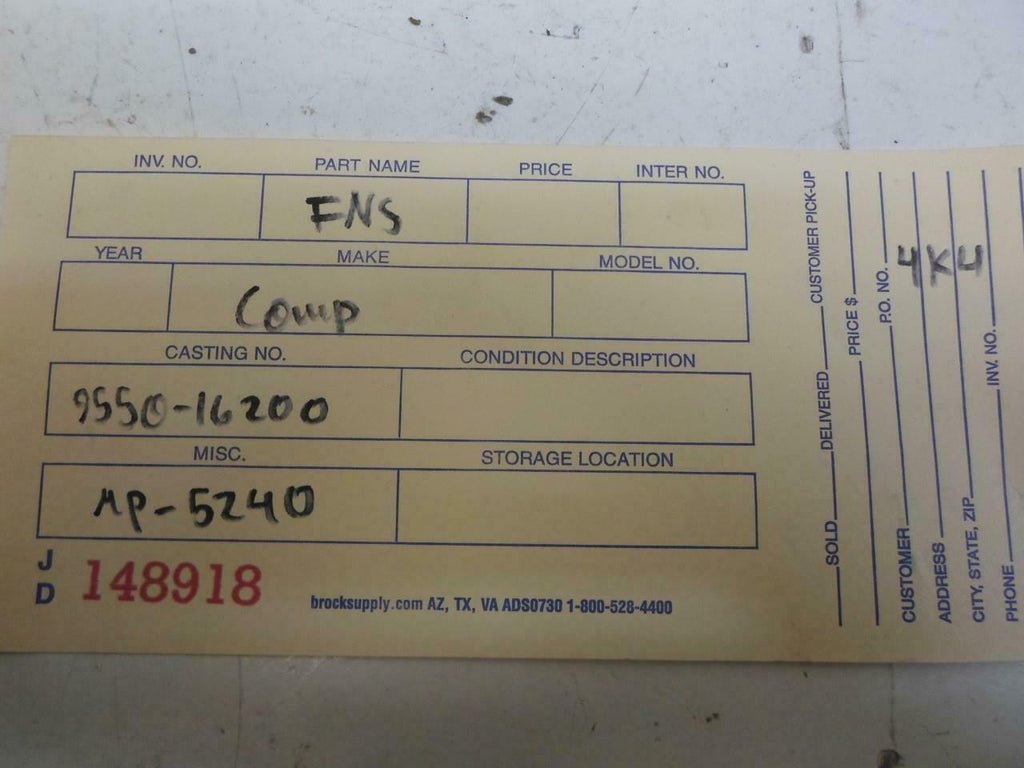 INV. NO. PART NAME PRICE INTER NO.
FNS
YEAR MAKE MODEL NO.
Comp
CASTING NO. CONDITION DESCRIPTION
9550-16200
MISC. STORAGE LOCATION
MP-5240
J D 148918
brocksupply.com AZ, TX, VA ADS0730 1-800-528-4400
SOLD DELIVERED CUSTOMER PICK-UP
PRICE $
P.O. NO.
4K4
CUSTOMER
ADDRESS
CITY, STATE, ZIP
PHONE INV. NO.